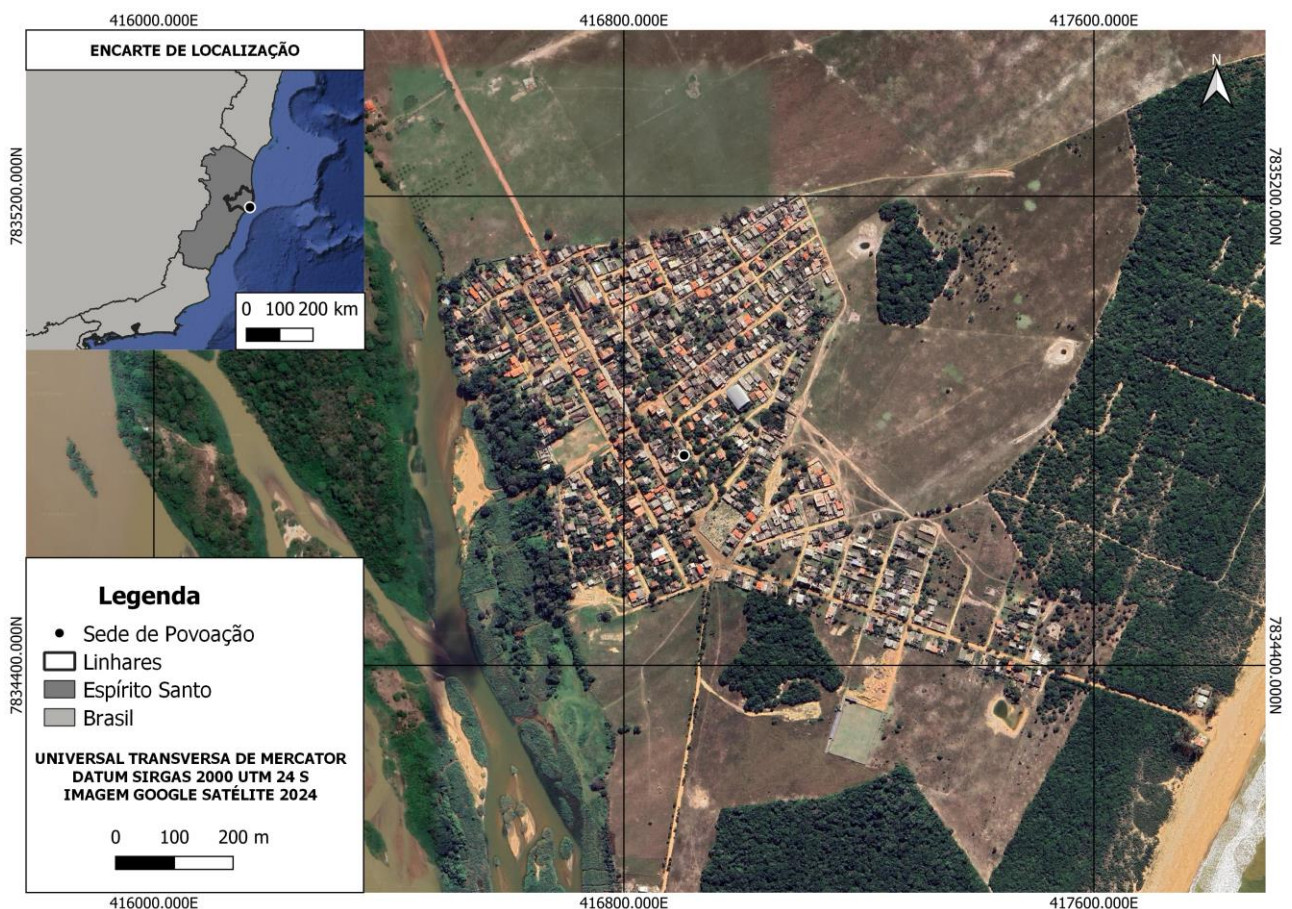 416000.000E
416800.000E
417600.000E
ENCARTE DE LOCALIZAÇÃO
N
7835200.000N
7835200.000N
0 100 200 km
Legenda
Sede de Povoação
Linhares
Espírito Santo
Brasil
7834400.000N
7834400.000N
UNIVERSAL TRANSVERSA DE MERCATOR
DATUM SIRGAS 2000 UTM 24 S
IMAGEM GOOGLE SATÉLITE 2024
0 100 200 m
416000.000E
416800.000E
417600.000E